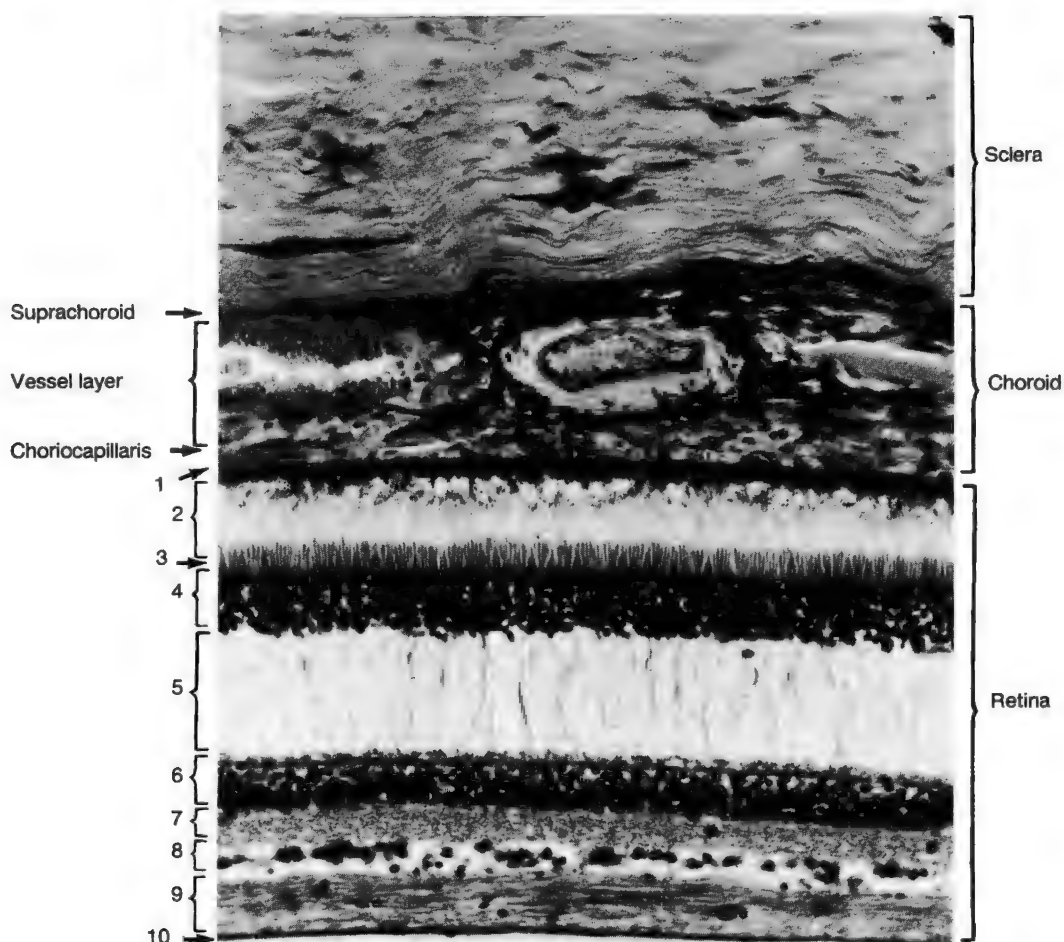 Sclera
Suprachoroid
Vessel layer
Choroid
Choriocapillaris
1
2
3
4
5
Retina
6
7
8
9
10